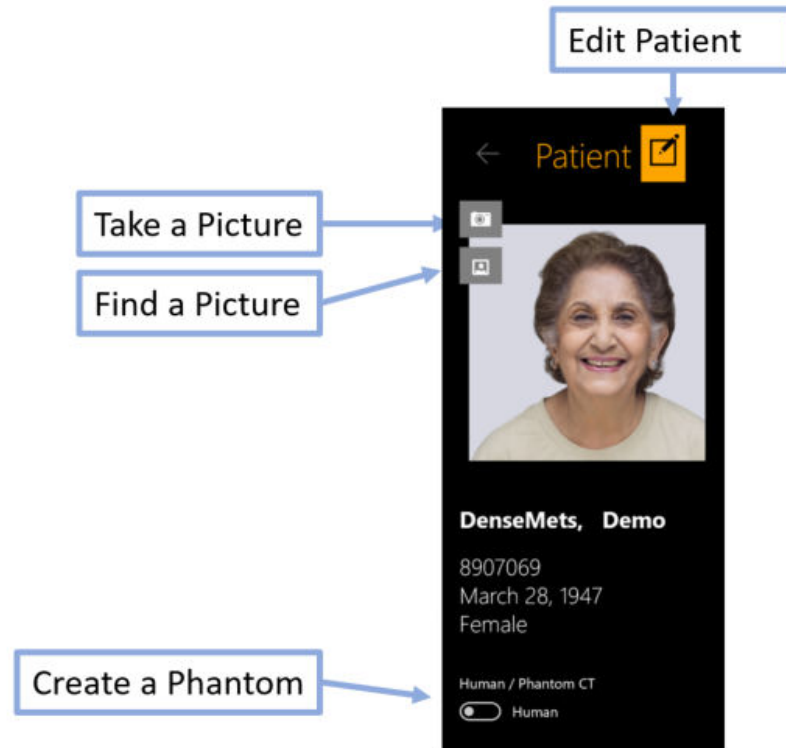 Edit Patient
Patient
Take a Picture
Find a Picture
DenseMets, Demo
8907069
March 28, 1947
Female
Create a Phantom
Human / Phantom CT
Human